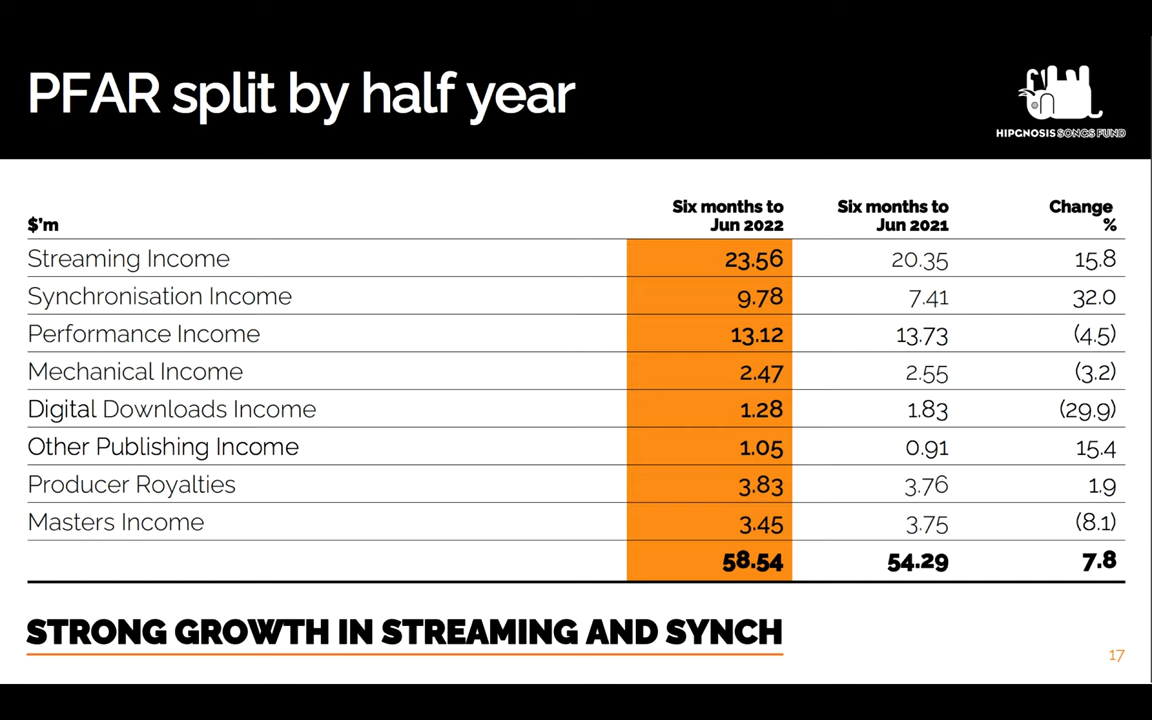 PFAR split by half year
HIPGNOSIS SONGS FUND
$'m Six months to Jun 2022 Six months to Jun 2021 Change %
Streaming Income 23.56 20.35 15.8
Synchronisation Income 9.78 7.41 32.0
Performance Income 13.12 13.73 (4.5)
Mechanical Income 2.47 2.55 (3.2)
Digital Downloads Income 1.28 1.83 (29.9)
Other Publishing Income 1.05 0.91 15.4
Producer Royalties 3.83 3.76 1.9
Masters Income 3.45 3.75 (8.1)
58.54 54.29 7.8
STRONG GROWTH IN STREAMING AND SYNCH
17